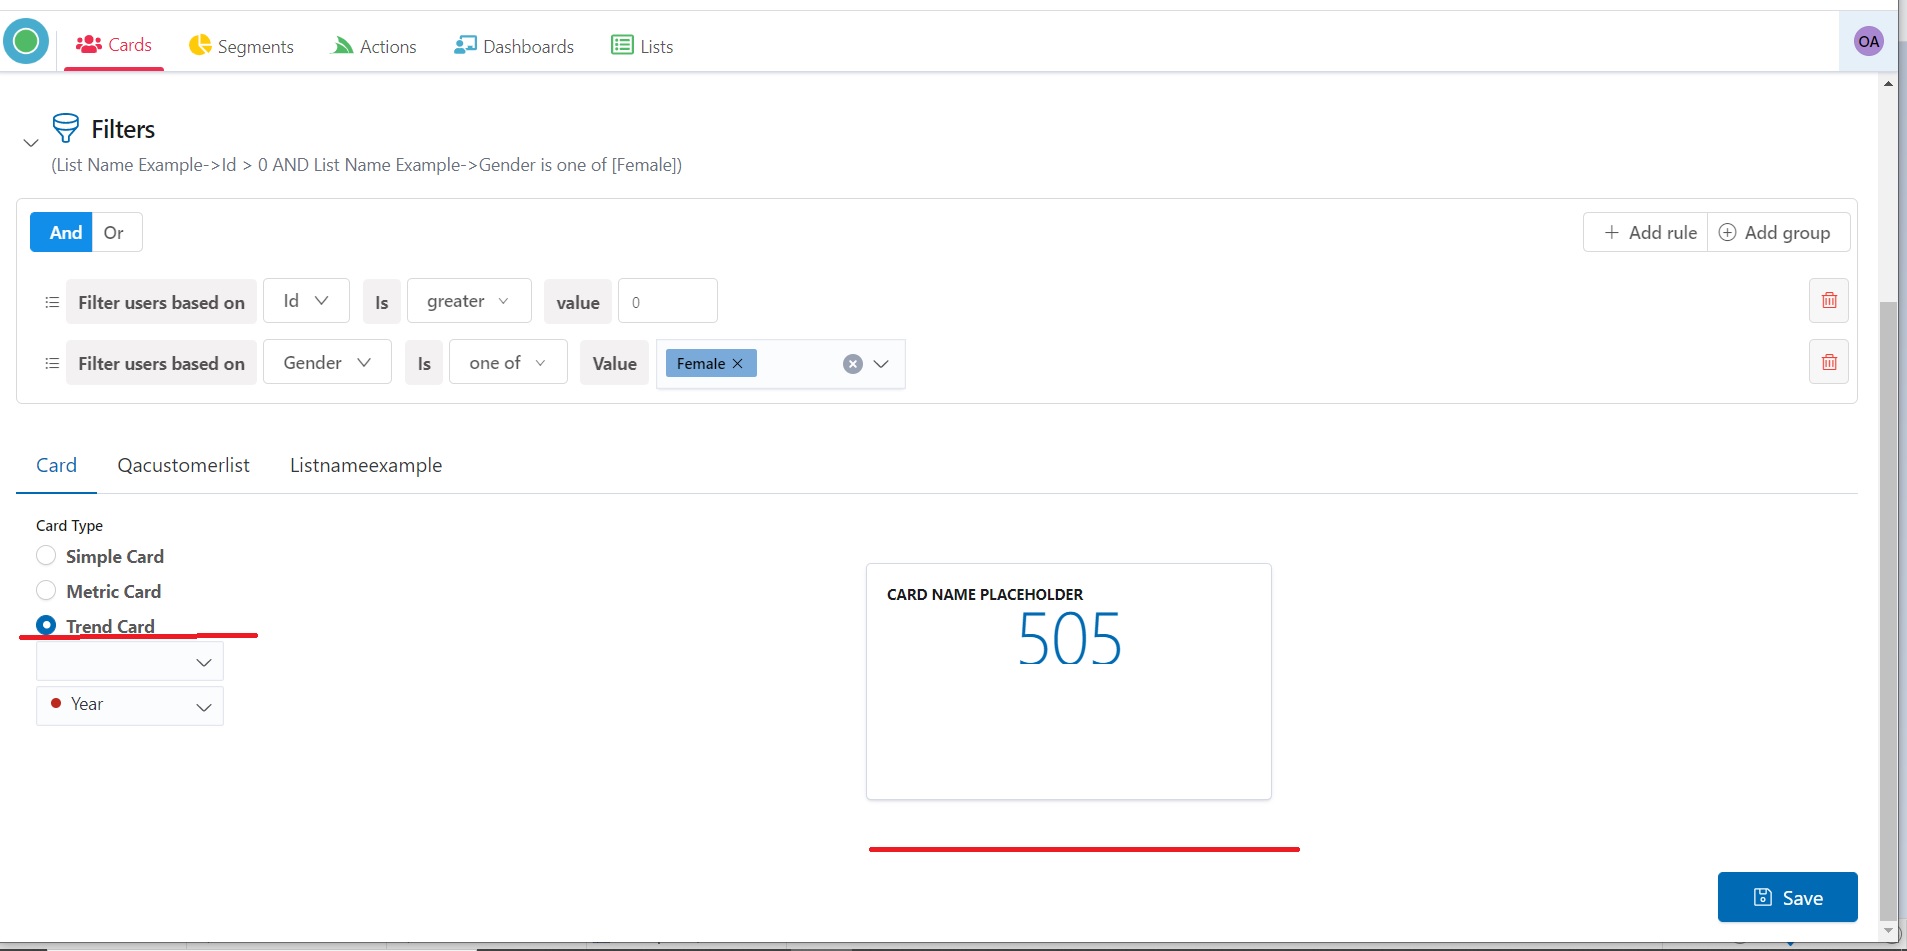 Cards Segments Actions Dashboards Lists OA
Filters
(List Name Example->Id > 0 AND List Name Example->Gender is one of [Female])
And Or + Add rule Add group
Filter users based on Id Is greater value 0
Filter users based on Gender Is one of Value Female
Card Qacustomerlist Listnameexample
Card Type
Simple Card
Metric Card
Trend Card
Year
CARD NAME PLACEHOLDER
505
Save